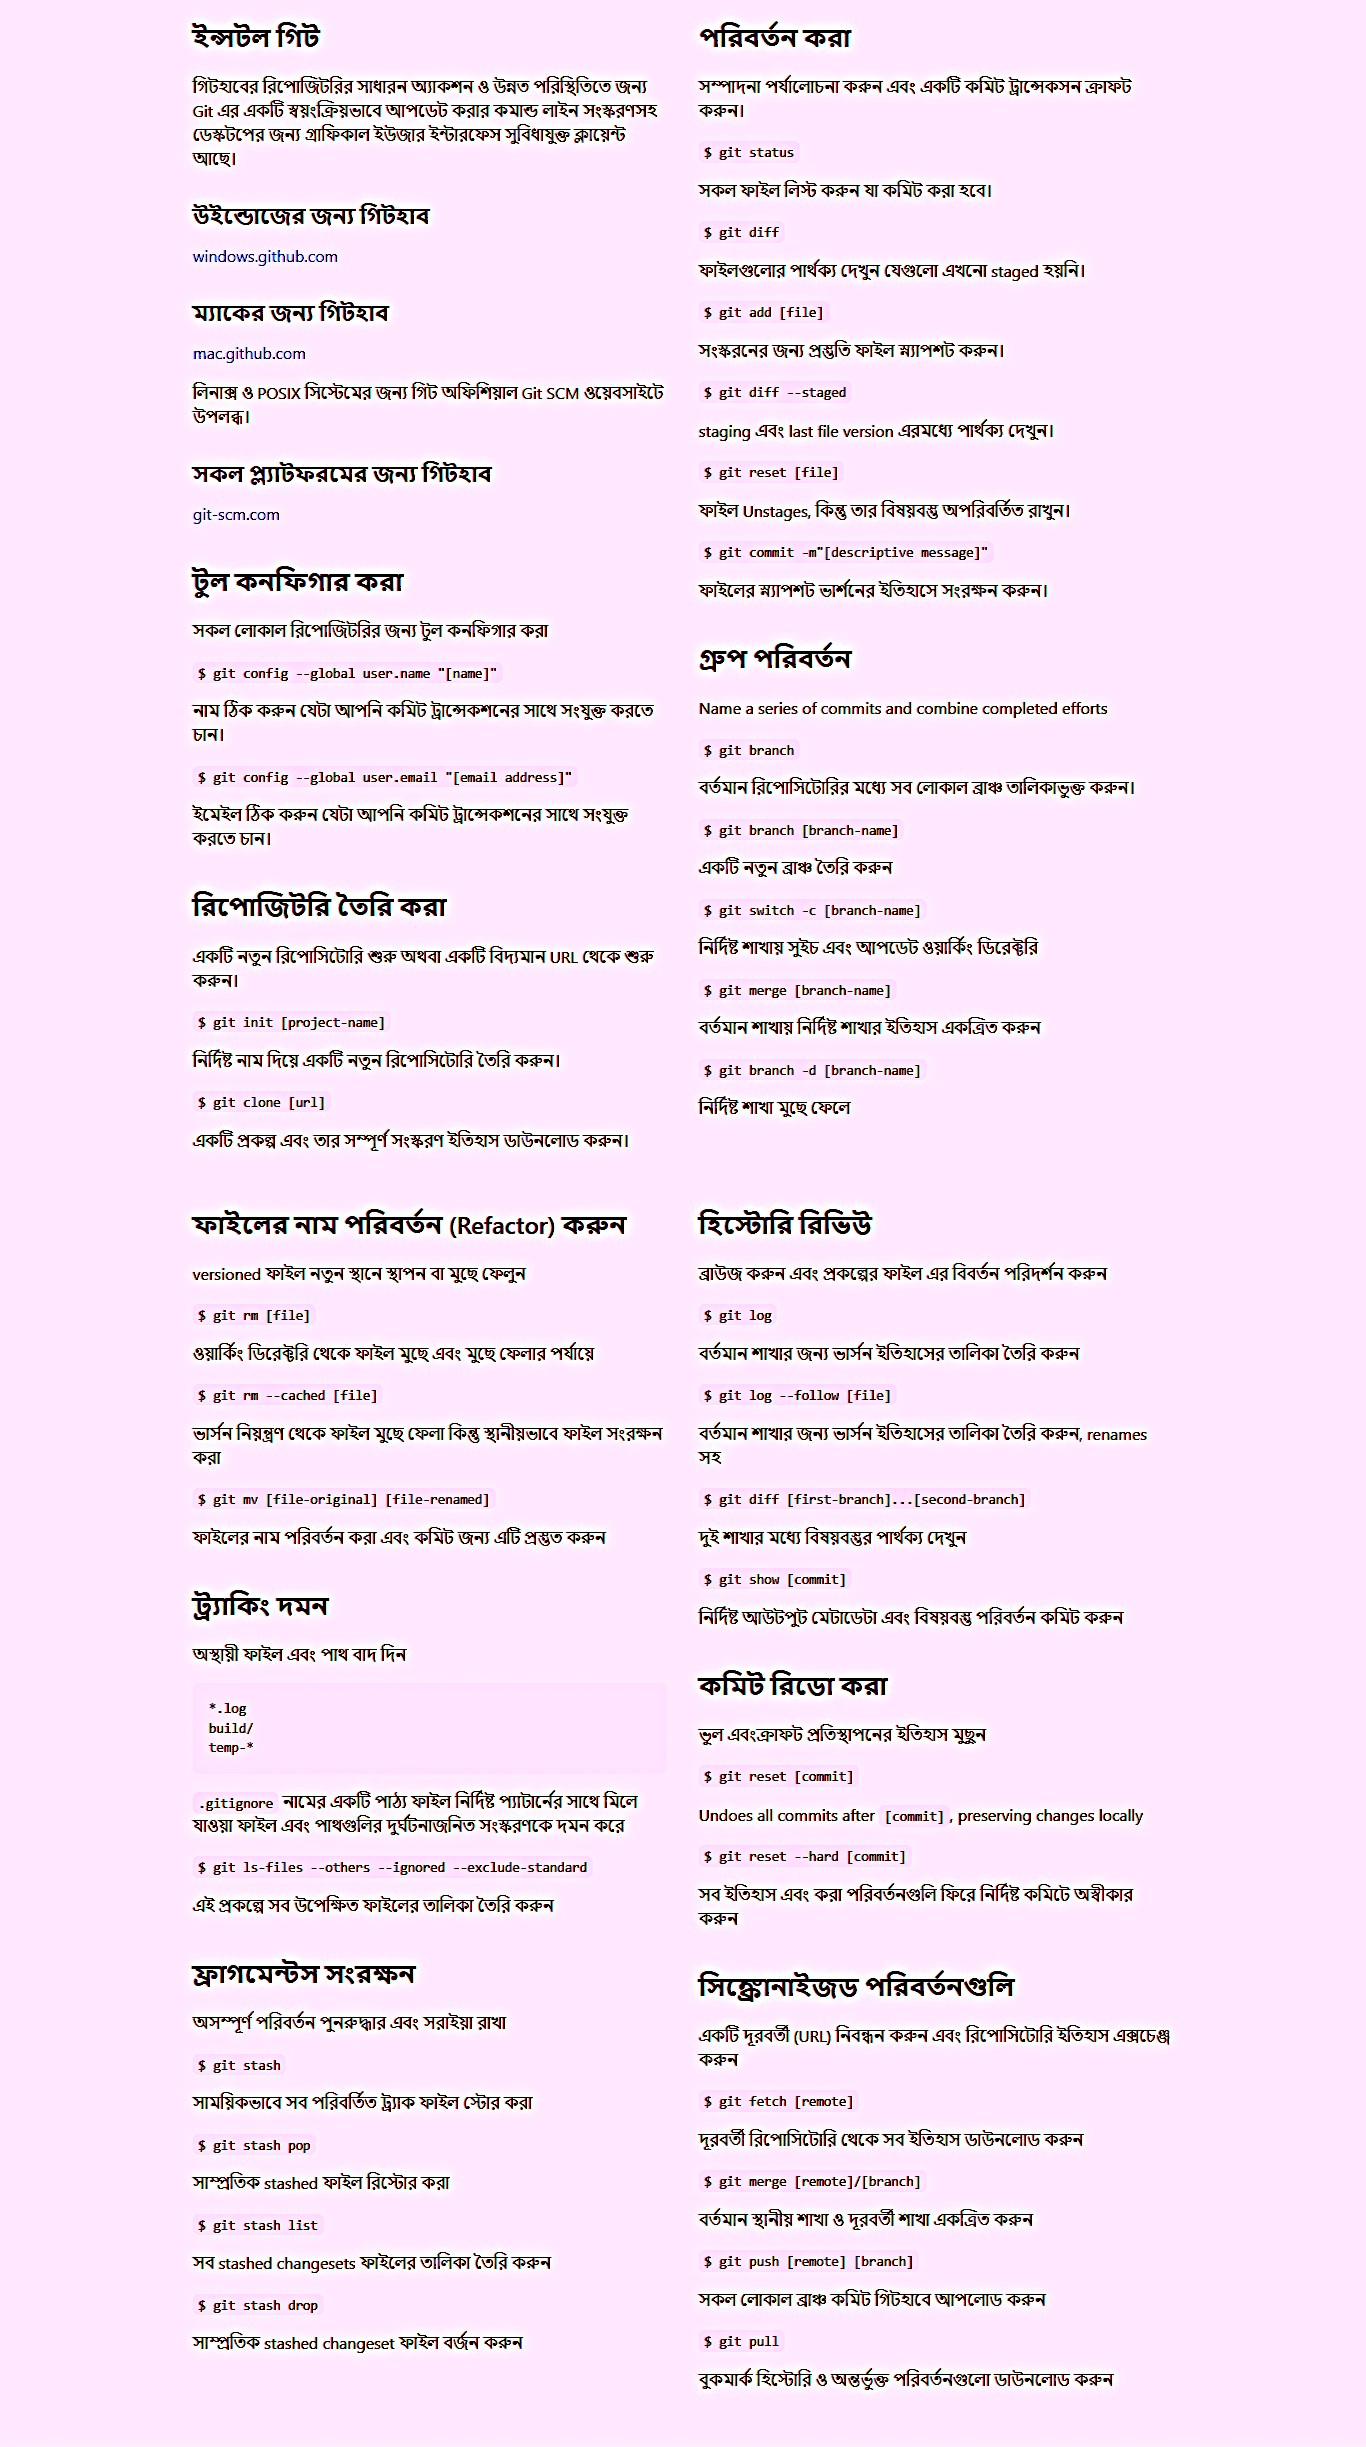 ইন্সটল গিট
গিটহাবের রিপোজিটরির সাধারন অ্যাকশন ও উন্নত পরিস্থিতিতে জন্য
Git এর একটি স্বয়ংক্রিয়ভাবে আপডেট করার কমান্ড লাইন সংস্করণসহ
ডেস্কটপের জন্য গ্রাফিকাল ইউজার ইন্টারফেস সুবিধাযুক্ত ক্লায়েন্ট
আছে।
উইন্ডোজের জন্য গিটহাব
windows.github.com
ম্যাকের জন্য গিটহাব
mac.github.com
লিনাক্স ও POSIX সিস্টেমের জন্য গিট অফিশিয়াল Git SCM ওয়েবসাইটে
উপলব্ধ।
সকল প্ল্যাটফরমের জন্য গিটহাব
git-scm.com
টুল কনফিগার করা
সকল লোকাল রিপোজিটরির জন্য টুল কনফিগার করা
$ git config --global user.name "[name]"
নাম ঠিক করুন যেটা আপনি কমিট ট্রান্সেকশনের সাথে সংযুক্ত করতে
চান।
$ git config --global user.email "[email address]"
ইমেইল ঠিক করুন যেটা আপনি কমিট ট্রান্সেকশনের সাথে সংযুক্ত
করতে চান।
রিপোজিটরি তৈরি করা
একটি নতুন রিপোসিটোরি শুরু অথবা একটি বিদ্যমান URL থেকে শুরু
করুন।
$ git init [project-name]
নির্দিষ্ট নাম দিয়ে একটি নতুন রিপোসিটোরি তৈরি করুন।
$ git clone [url]
একটি প্রকল্প এবং তার সম্পূর্ণ সংস্করণ ইতিহাস ডাউনলোড করুন।
পরিবর্তন করা
সম্পাদনা পর্যালোচনা করুন এবং একটি কমিট ট্রান্সেকসন ক্রাফট
করুন।
$ git status
সকল ফাইল লিস্ট করুন যা কমিট করা হবে।
$ git diff
ফাইলগুলোর পার্থক্য দেখুন যেগুলো এখনো staged হয়নি।
$ git add [file]
সংস্করনের জন্য প্রস্তুতি ফাইল স্ন্যাপশট করুন।
$ git diff --staged
staging এবং last file version এরমধ্যে পার্থক্য দেখুন।
$ git reset [file]
ফাইল Unstages, কিন্তু তার বিষয়বস্তু অপরিবর্তিত রাখুন।
$ git commit -m"[descriptive message]"
ফাইলের স্ন্যাপশট ভার্শনের ইতিহাসে সংরক্ষন করুন।
গ্রুপ পরিবর্তন
Name a series of commits and combine completed efforts
$ git branch
বর্তমান রিপোসিটোরির মধ্যে সব লোকাল ব্রাঞ্চ তালিকাভুক্ত করুন।
$ git branch [branch-name]
একটি নতুন ব্রাঞ্চ তৈরি করুন
$ git switch -c [branch-name]
নির্দিষ্ট শাখায় সুইচ এবং আপডেট ওয়ার্কিং ডিরেক্টরি
$ git merge [branch-name]
বর্তমান শাখায় নির্দিষ্ট শাখার ইতিহাস একত্রিত করুন
$ git branch -d [branch-name]
নির্দিষ্ট শাখা মুছে ফেলে
ফাইলের নাম পরিবর্তন (Refactor) করুন
versioned ফাইল নতুন স্থানে স্থাপন বা মুছে ফেলুন
$ git rm [file]
ওয়ার্কিং ডিরেক্টরি থেকে ফাইল মুছে এবং মুছে ফেলার পর্যায়ে
$ git rm --cached [file]
ভার্সন নিয়ন্ত্রণ থেকে ফাইল মুছে ফেলা কিন্তু স্থানীয়ভাবে ফাইল সংরক্ষন
করা
$ git mv [file-original] [file-renamed]
ফাইলের নাম পরিবর্তন করা এবং কমিট জন্য এটি প্রস্তুত করুন
ট্র্যাকিং দমন
অস্থায়ী ফাইল এবং পাথ বাদ দিন
*.log
build/
temp-*
.gitignore নামের একটি পাঠ্য ফাইল নির্দিষ্ট প্যাটার্নের সাথে মিলে
যাওয়া ফাইল এবং পাথগুলির দুর্ঘটনাজনিত সংস্করণকে দমন করে
$ git ls-files --others --ignored --exclude-standard
এই প্রকল্পে সব উপেক্ষিত ফাইলের তালিকা তৈরি করুন
ফ্রাগমেন্টস সংরক্ষন
অসম্পূর্ণ পরিবর্তন পুনরুদ্ধার এবং সরাইয়া রাখা
$ git stash
সাময়িকভাবে সব পরিবর্তিত ট্র্যাক ফাইল স্টোর করা
$ git stash pop
সাম্প্রতিক stashed ফাইল রিস্টোর করা
$ git stash list
সব stashed changesets ফাইলের তালিকা তৈরি করুন
$ git stash drop
সাম্প্রতিক stashed changeset ফাইল বর্জন করুন
হিস্টোরি রিভিউ
ব্রাউজ করুন এবং প্রকল্পের ফাইল এর বিবর্তন পরিদর্শন করুন
$ git log
বর্তমান শাখার জন্য ভার্সন ইতিহাসের তালিকা তৈরি করুন
$ git log --follow [file]
বর্তমান শাখার জন্য ভার্সন ইতিহাসের তালিকা তৈরি করুন, renames
সহ
$ git diff [first-branch]...[second-branch]
দুই শাখার মধ্যে বিষয়বস্তুর পার্থক্য দেখুন
$ git show [commit]
নির্দিষ্ট আউটপুট মেটাডেটা এবং বিষয়বস্তু পরিবর্তন কমিট করুন
কমিট রিডো করা
ভুল এবংক্রাফট প্রতিস্থাপনের ইতিহাস মুছুন
$ git reset [commit]
Undoes all commits after [commit], preserving changes locally
$ git reset --hard [commit]
সব ইতিহাস এবং করা পরিবর্তনগুলি ফিরে নির্দিষ্ট কমিটে অস্বীকার
করুন
সিঙ্ক্রোনাইজড পরিবর্তনগুলি
একটি দূরবর্তী (URL) নিবন্ধন করুন এবং রিপোসিটোরি ইতিহাস এক্সচেঞ্জ
করুন
$ git fetch [remote]
দূরবর্তী রিপোসিটোরি থেকে সব ইতিহাস ডাউনলোড করুন
$ git merge [remote]/[branch]
বর্তমান স্থানীয় শাখা ও দূরবর্তী শাখা একত্রিত করুন
$ git push [remote] [branch]
সকল লোকাল ব্রাঞ্চ কমিট গিটহাবে আপলোড করুন
$ git pull
বুকমার্ক হিস্টোরি ও অন্তর্ভুক্ত পরিবর্তনগুলো ডাউনলোড করুন